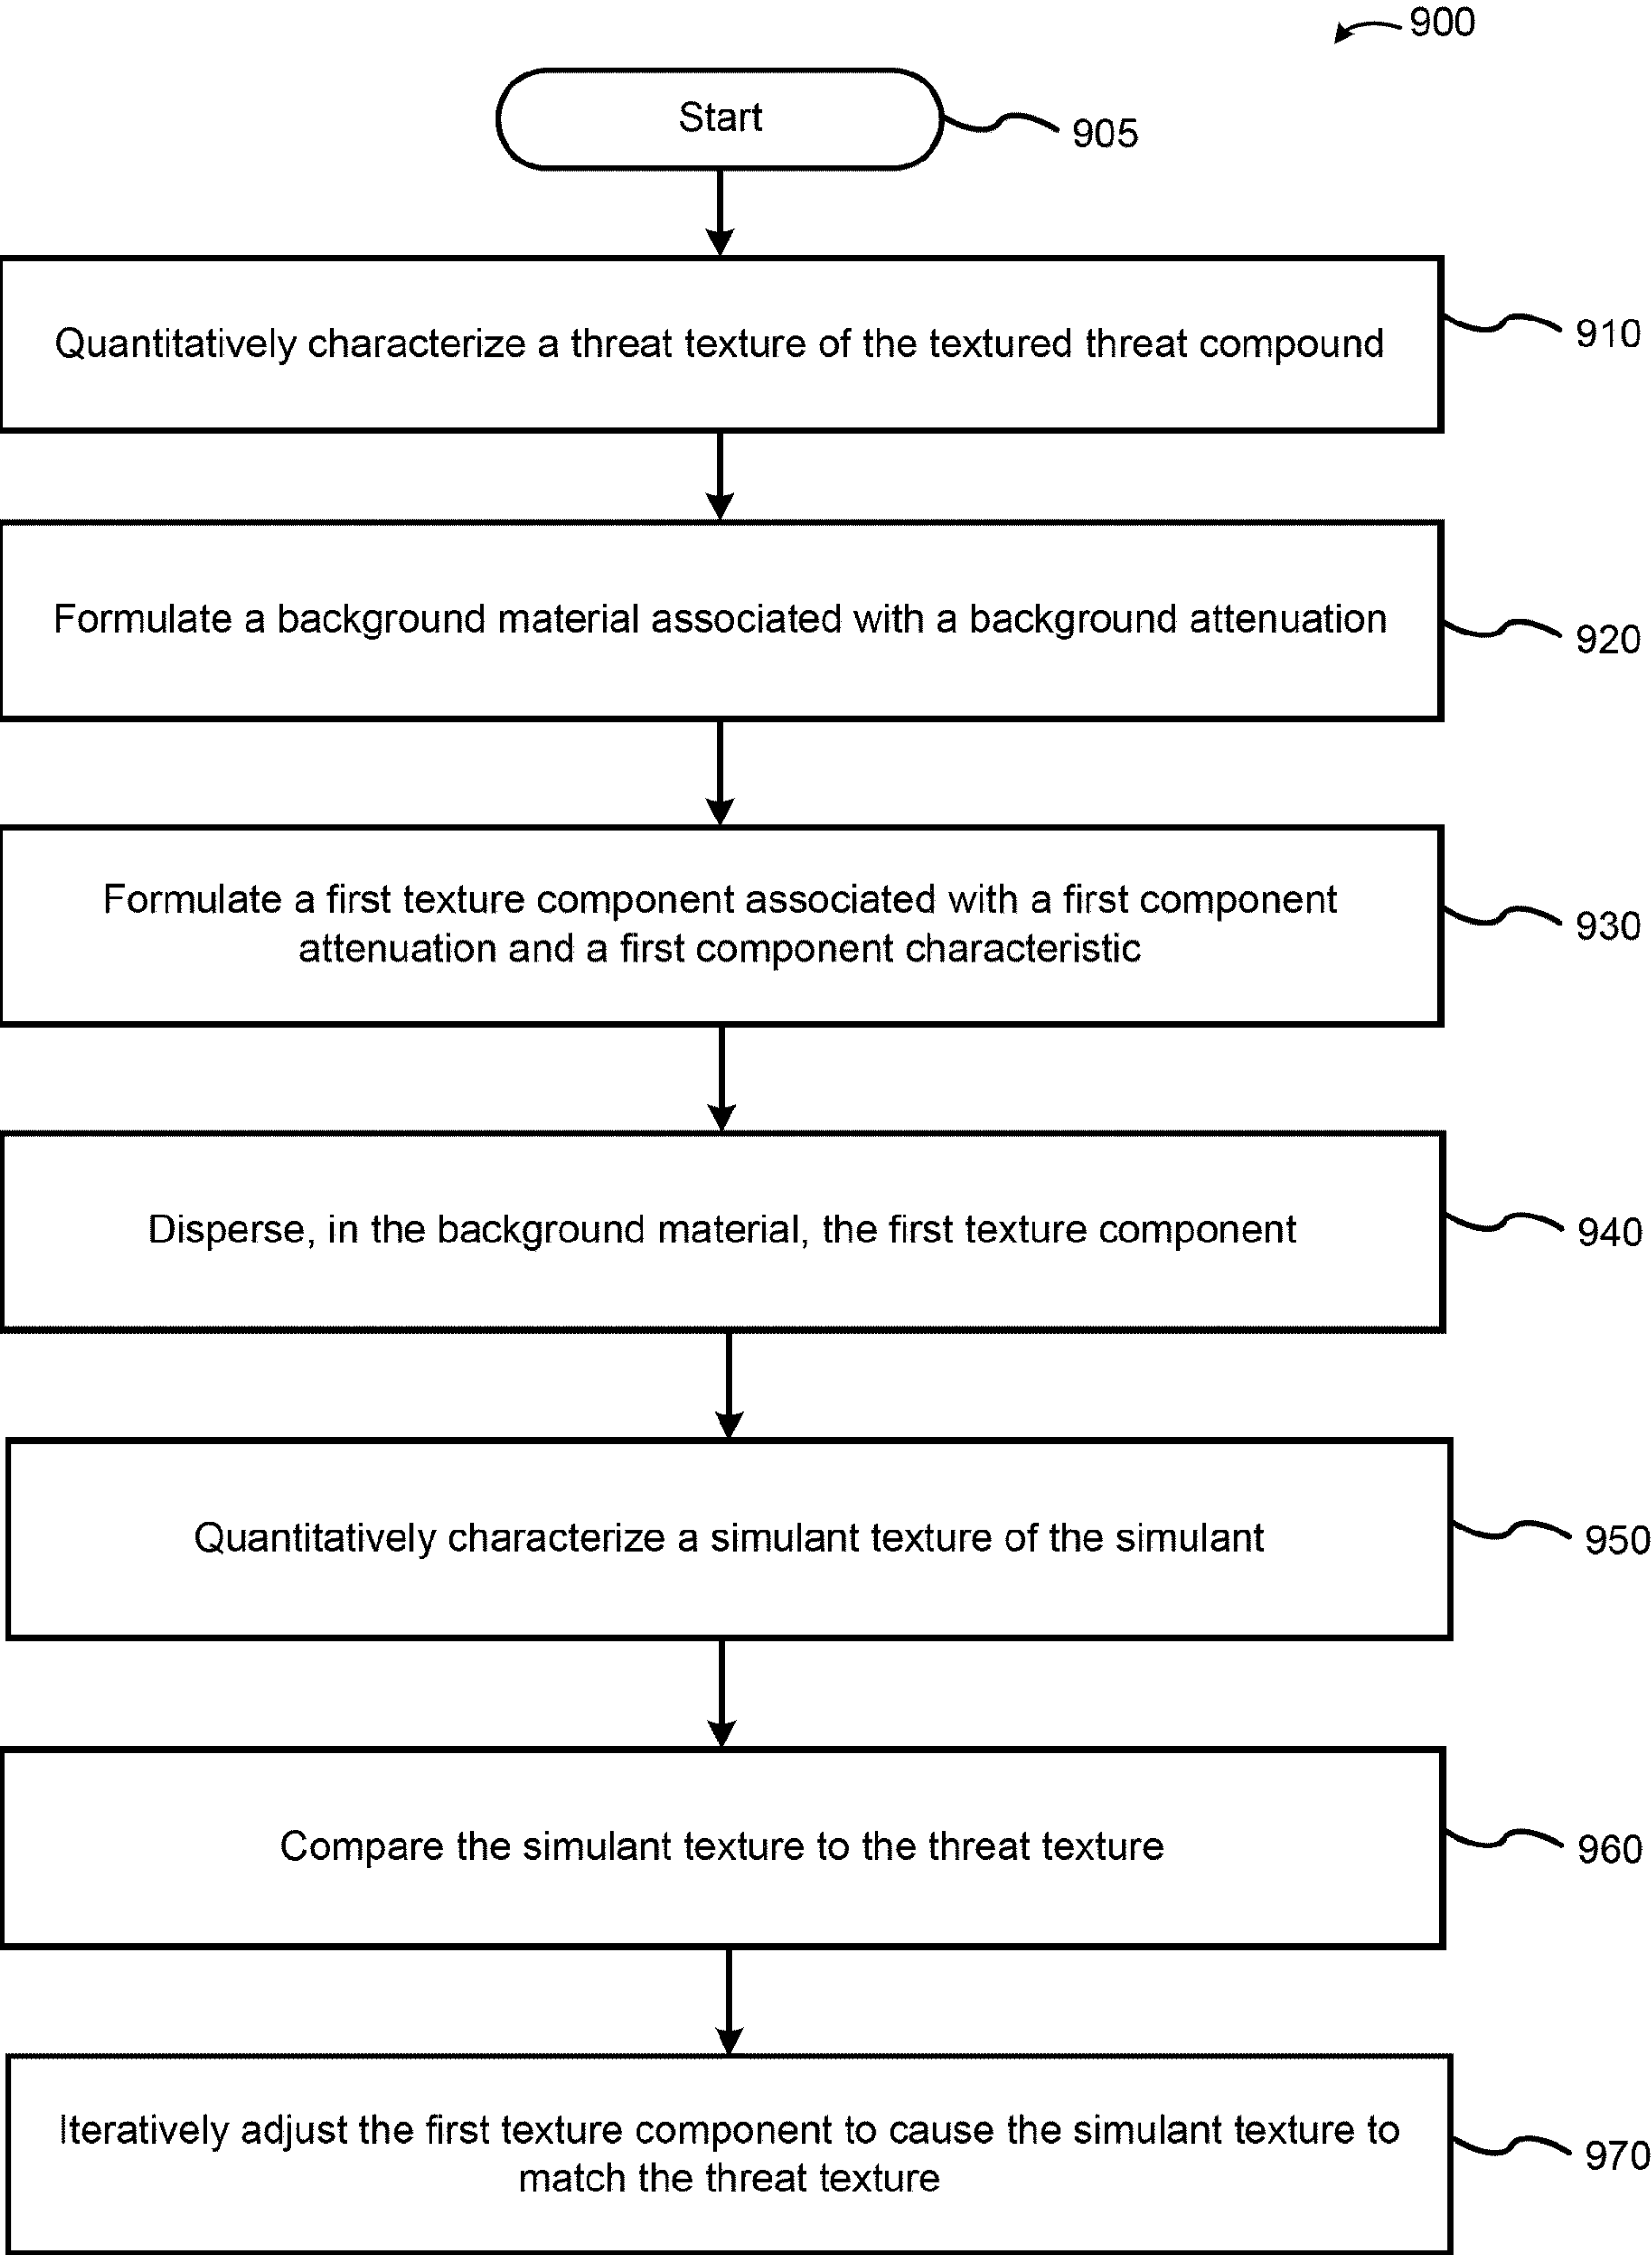 900
Start
905
Quantitatively characterize a threat texture of the textured threat compound
910
Formulate a background material associated with a background attenuation
920
Formulate a first texture component associated with a first component
attenuation and a first component characteristic
930
Disperse, in the background material, the first texture component
940
Quantitatively characterize a simulant texture of the simulant
950
Compare the simulant texture to the threat texture
960
Iteratively adjust the first texture component to cause the simulant texture to
match the threat texture
970